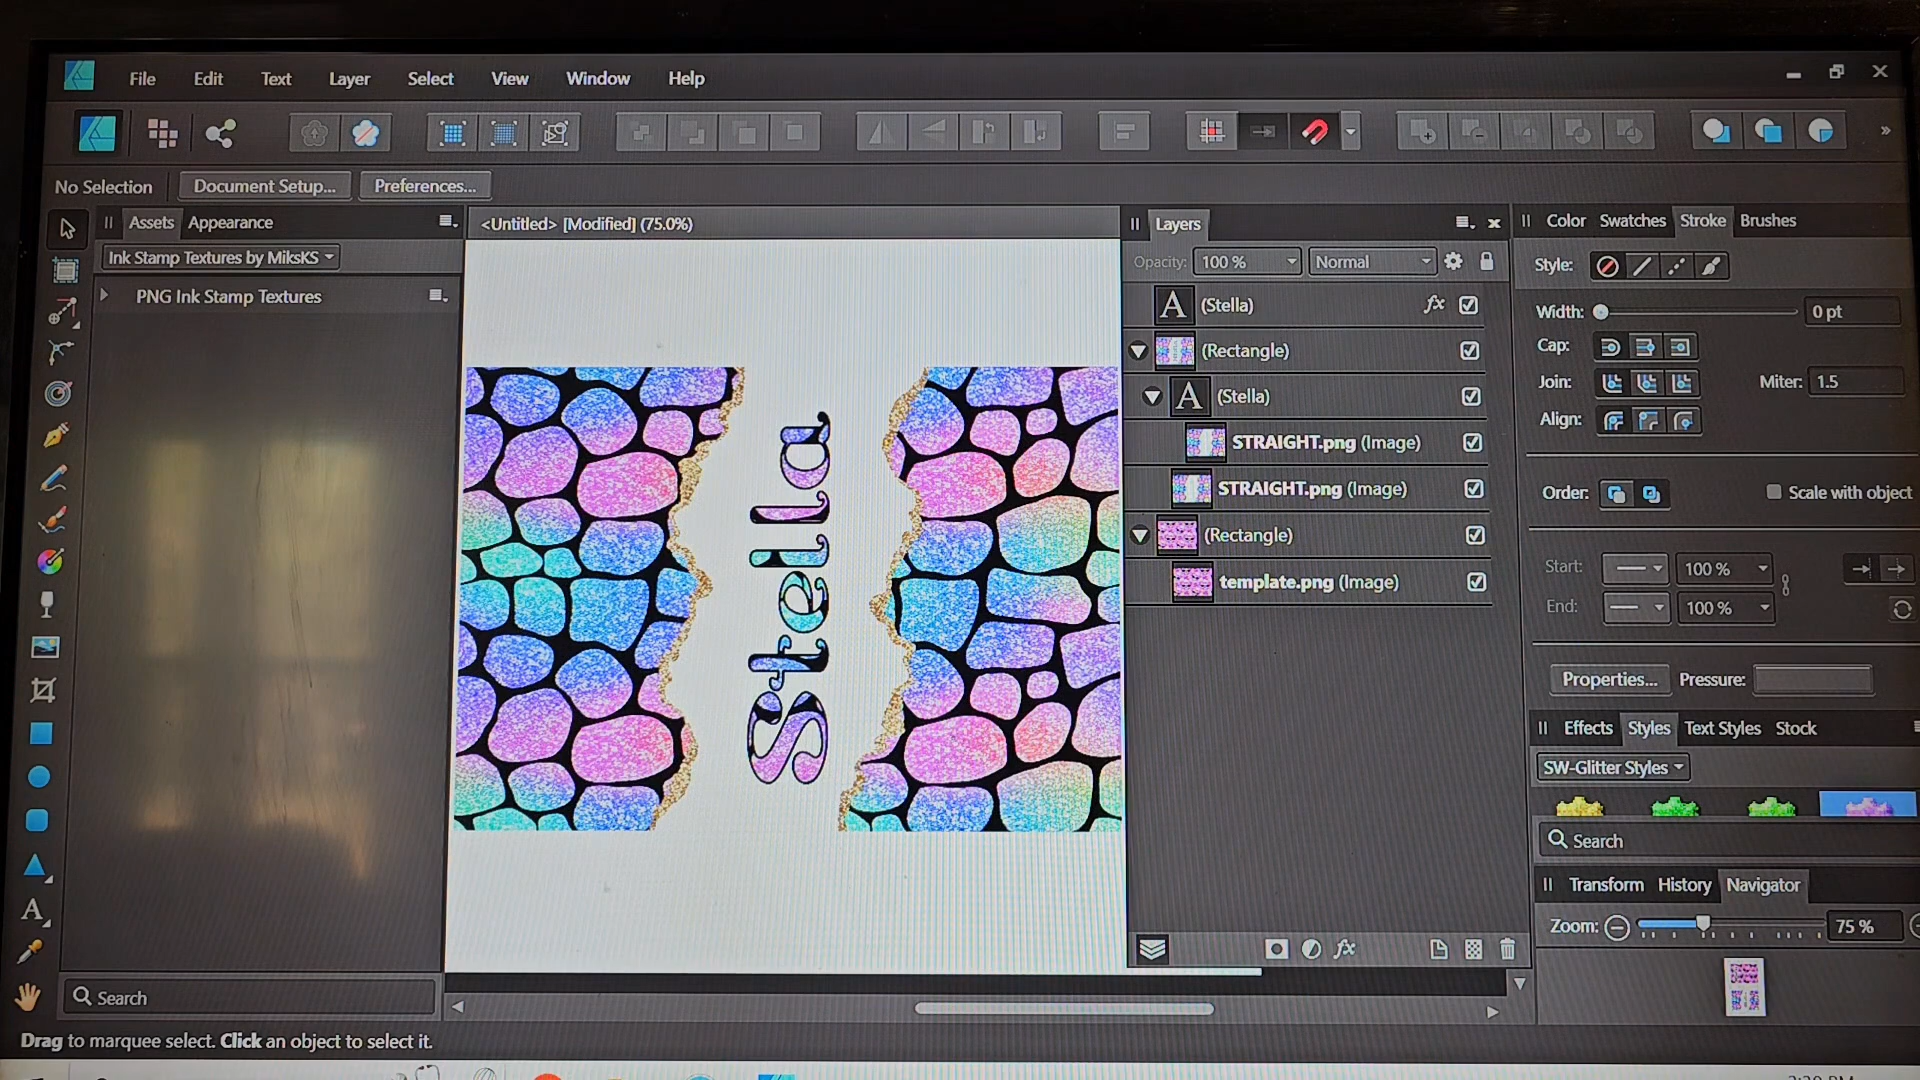 File Edit Text Layer Select View Window Help
No Selection Document Setup... Preferences...
Assets Appearance
Ink Stamp Textures by MiksKS
PNG Ink Stamp Textures
Search
<Untitled> [Modified] (75.0%)
Stella
Layers
Opacity: 100 % Normal
A (Stella) fx
(Rectangle)
A (Stella)
STRAIGHT.png (Image)
STRAIGHT.png (Image)
(Rectangle)
template.png (Image)
fx
Color Swatches Stroke Brushes
Style:
Width: 0 pt
Cap:
Join: Miter: 1.5
Align:
Order: Scale with object
Start: 100 %
End: 100 %
Properties... Pressure:
Effects Styles Text Styles Stock
SW-Glitter Styles
Search
Transform History Navigator
Zoom: 75 %
A
Drag to marquee select. Click an object to select it.